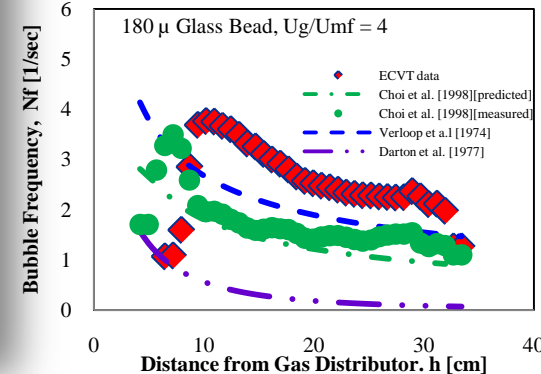 180 µ Glass Bead, Ug/Umf = 4
Bubble Frequency, Nf [1/sec]
6
5
4
3
2
1
0
ECVT data
Choi et al. [1998][predicted]
Choi et al. [1998][measured]
Verloop et a.l [1974]
Darton et al. [1977]
0 10 20 30 40
Distance from Gas Distributor. h [cm]